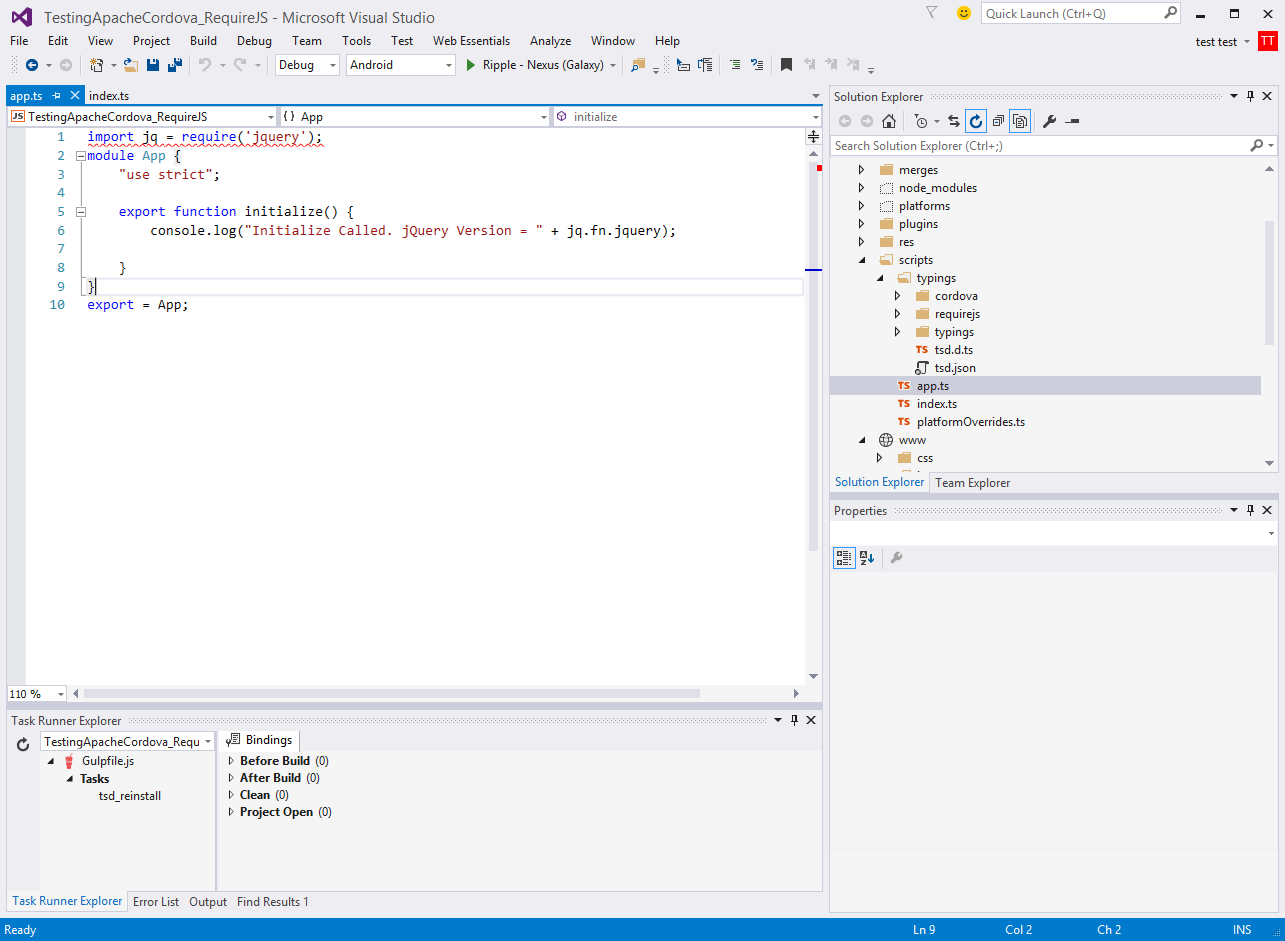 TestingApacheCordova_RequireJS - Microsoft Visual Studio
Quick Launch (Ctrl+Q)
File Edit View Project Build Debug Team Tools Test Web Essentials Analyze Window Help
test test TT
Debug Android Ripple - Nexus (Galaxy)
app.ts index.ts
JS TestingApacheCordova_RequireJS { } App initialize
1 import jq = require('jquery');
2 module App {
3 "use strict";
4
5 export function initialize() {
6 console.log("Initialize Called. jQuery Version = " + jq.fn.jquery);
7
8 }
9 }
10 export = App;
110 %
Solution Explorer
Search Solution Explorer (Ctrl+;)
merges
node_modules
platforms
plugins
res
scripts
typings
cordova
requirejs
typings
TS tsd.d.ts
tsd.json
TS app.ts
TS index.ts
TS platformOverrides.ts
www
css
Solution Explorer Team Explorer
Properties
Task Runner Explorer
TestingApacheCordova_Requ
Gulpfile.js
Tasks
tsd_reinstall
Bindings
Before Build (0)
After Build (0)
Clean (0)
Project Open (0)
Task Runner Explorer Error List Output Find Results 1
Ready Ln 9 Col 2 Ch 2 INS